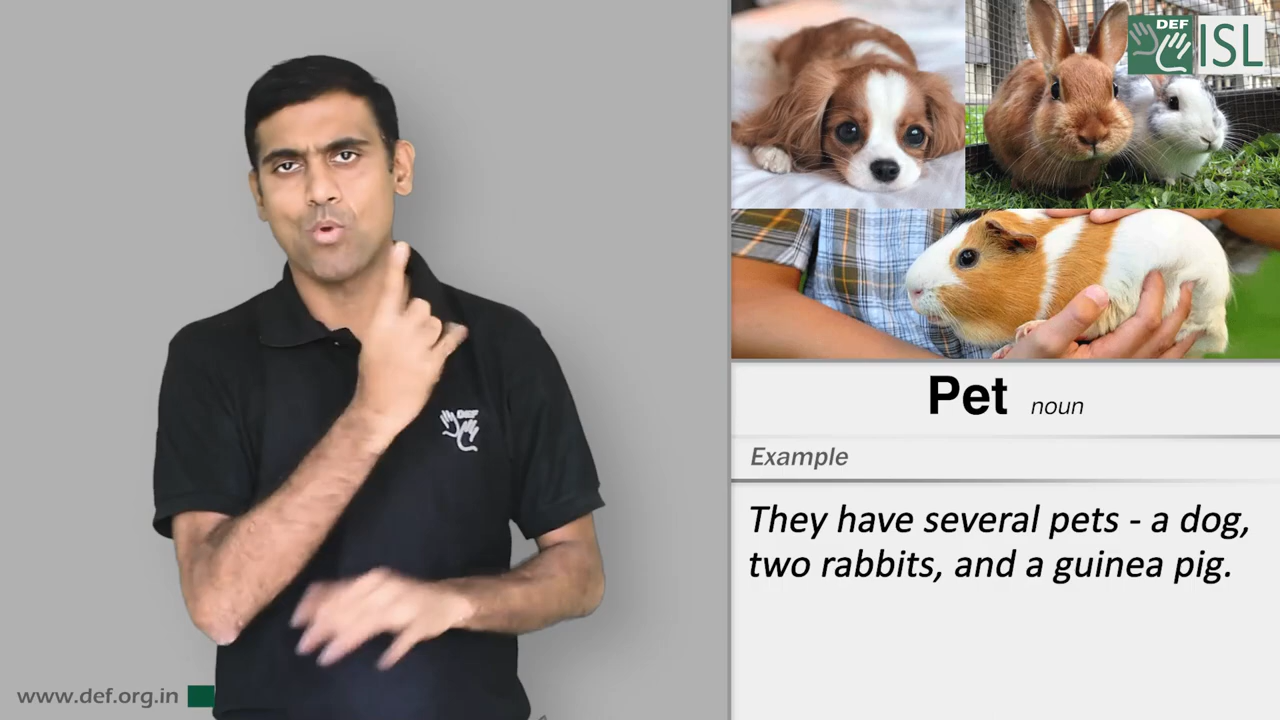 DEF
ISL
DEF
Pet noun
Example
They have several pets - a dog,
two rabbits, and a guinea pig.
www.def.org.in